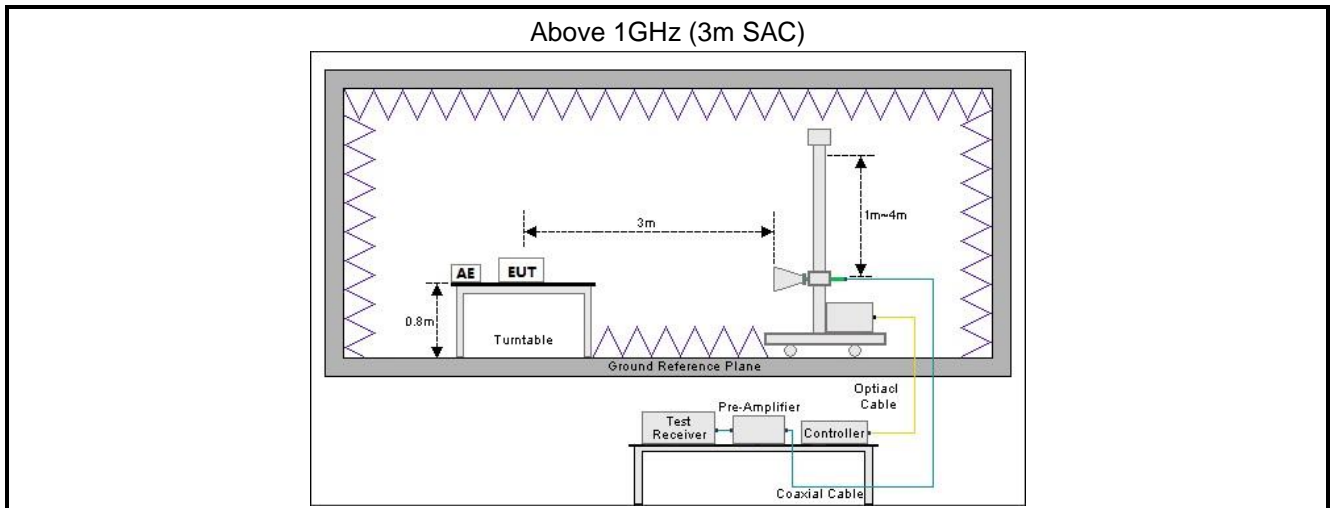 Above 1GHz (3m SAC)
3m
1m~4m
AE
EUT
0.8m
Turntable
Ground Reference Plane
Optiacl
Cable
Pre-Amplifier
Test
Receiver
Controller
Coaxial Cable